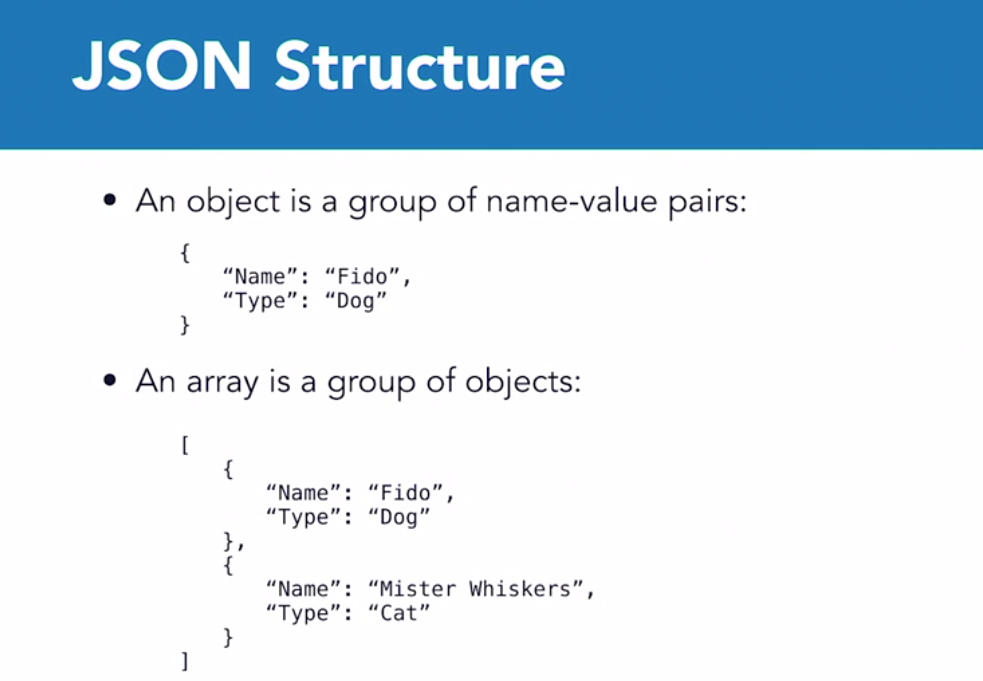 JSON Structure
• An object is a group of name-value pairs:
{
“Name”: “Fido”,
“Type”: “Dog”
}
• An array is a group of objects:
[
{
“Name”: “Fido”,
“Type”: “Dog”
},
{
“Name”: “Mister Whiskers”,
“Type”: “Cat”
}
]